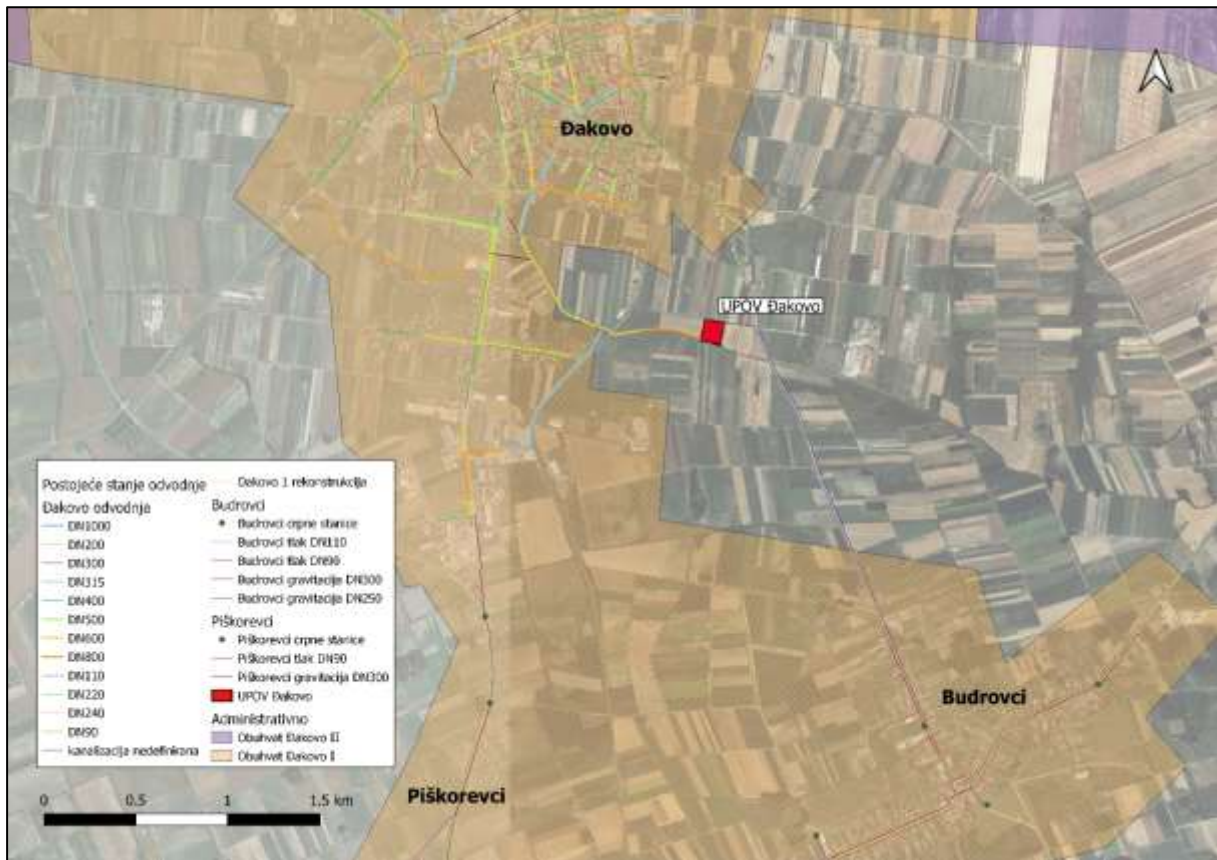 Đakovo
UPOV Đakovo
Postojeće stanje odvodnje
Đakovo odvodnja
DN1000
DN200
DN300
DN315
DN400
DN500
DN600
DN800
DN110
DN220
DN240
DN90
kanalizacija nedefinirana
Đakovo 1 rekonstrukcija
Budrovci
Budrovci crpne stanice
Budrovci tlak DN110
Budrovci tlak DN90
Budrovci gravitacija DN300
Budrovci gravitacija DN250
Piškorevci
Piškorevci crpne stanice
Piškorevci tlak DN90
Piškorevci gravitacija DN300
UPOV Đakovo
Administrativno
Obuhvat Đakovo II
Obuhvat Đakovo I
Budrovci
Piškorevci
0 0.5 1 1.5 km